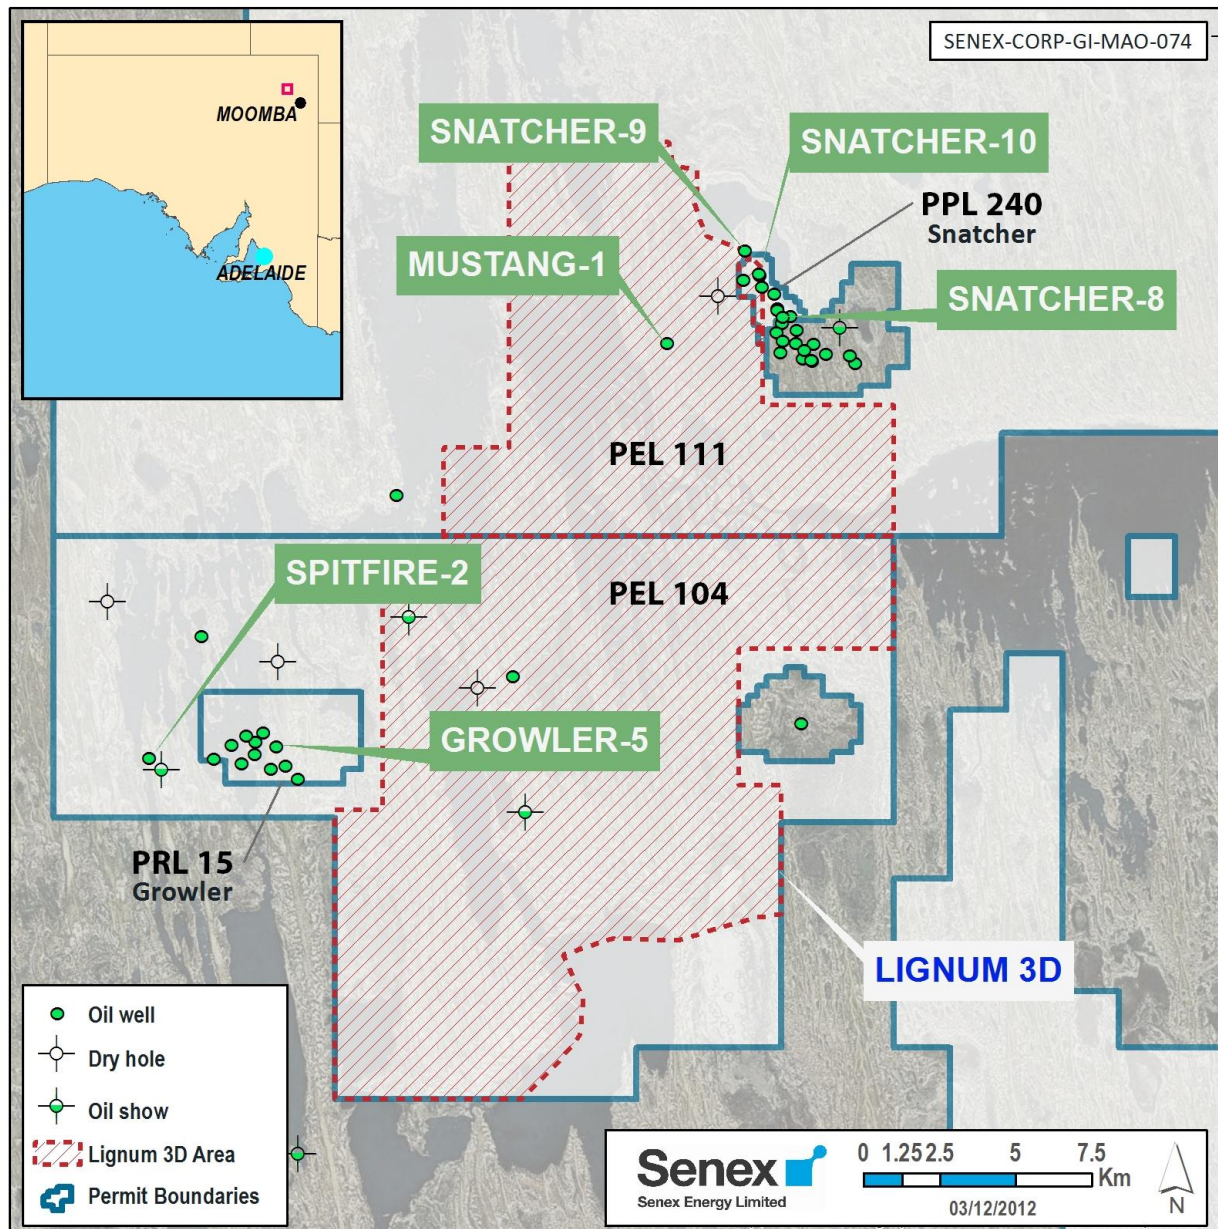 SENEX-CORP-GI-MAO-074
MOOMBA
ADELAIDE
SNATCHER-9
SNATCHER-10
PPL 240
Snatcher
MUSTANG-1
SNATCHER-8
PEL 111
SPITFIRE-2
PEL 104
GROWLER-5
PRL 15
Growler
LIGNUM 3D
Oil well
Dry hole
Oil show
Lignum 3D Area
Permit Boundaries
Senex
Senex Energy Limited
0 1.25 2.5 5 7.5
Km
03/12/2012
N